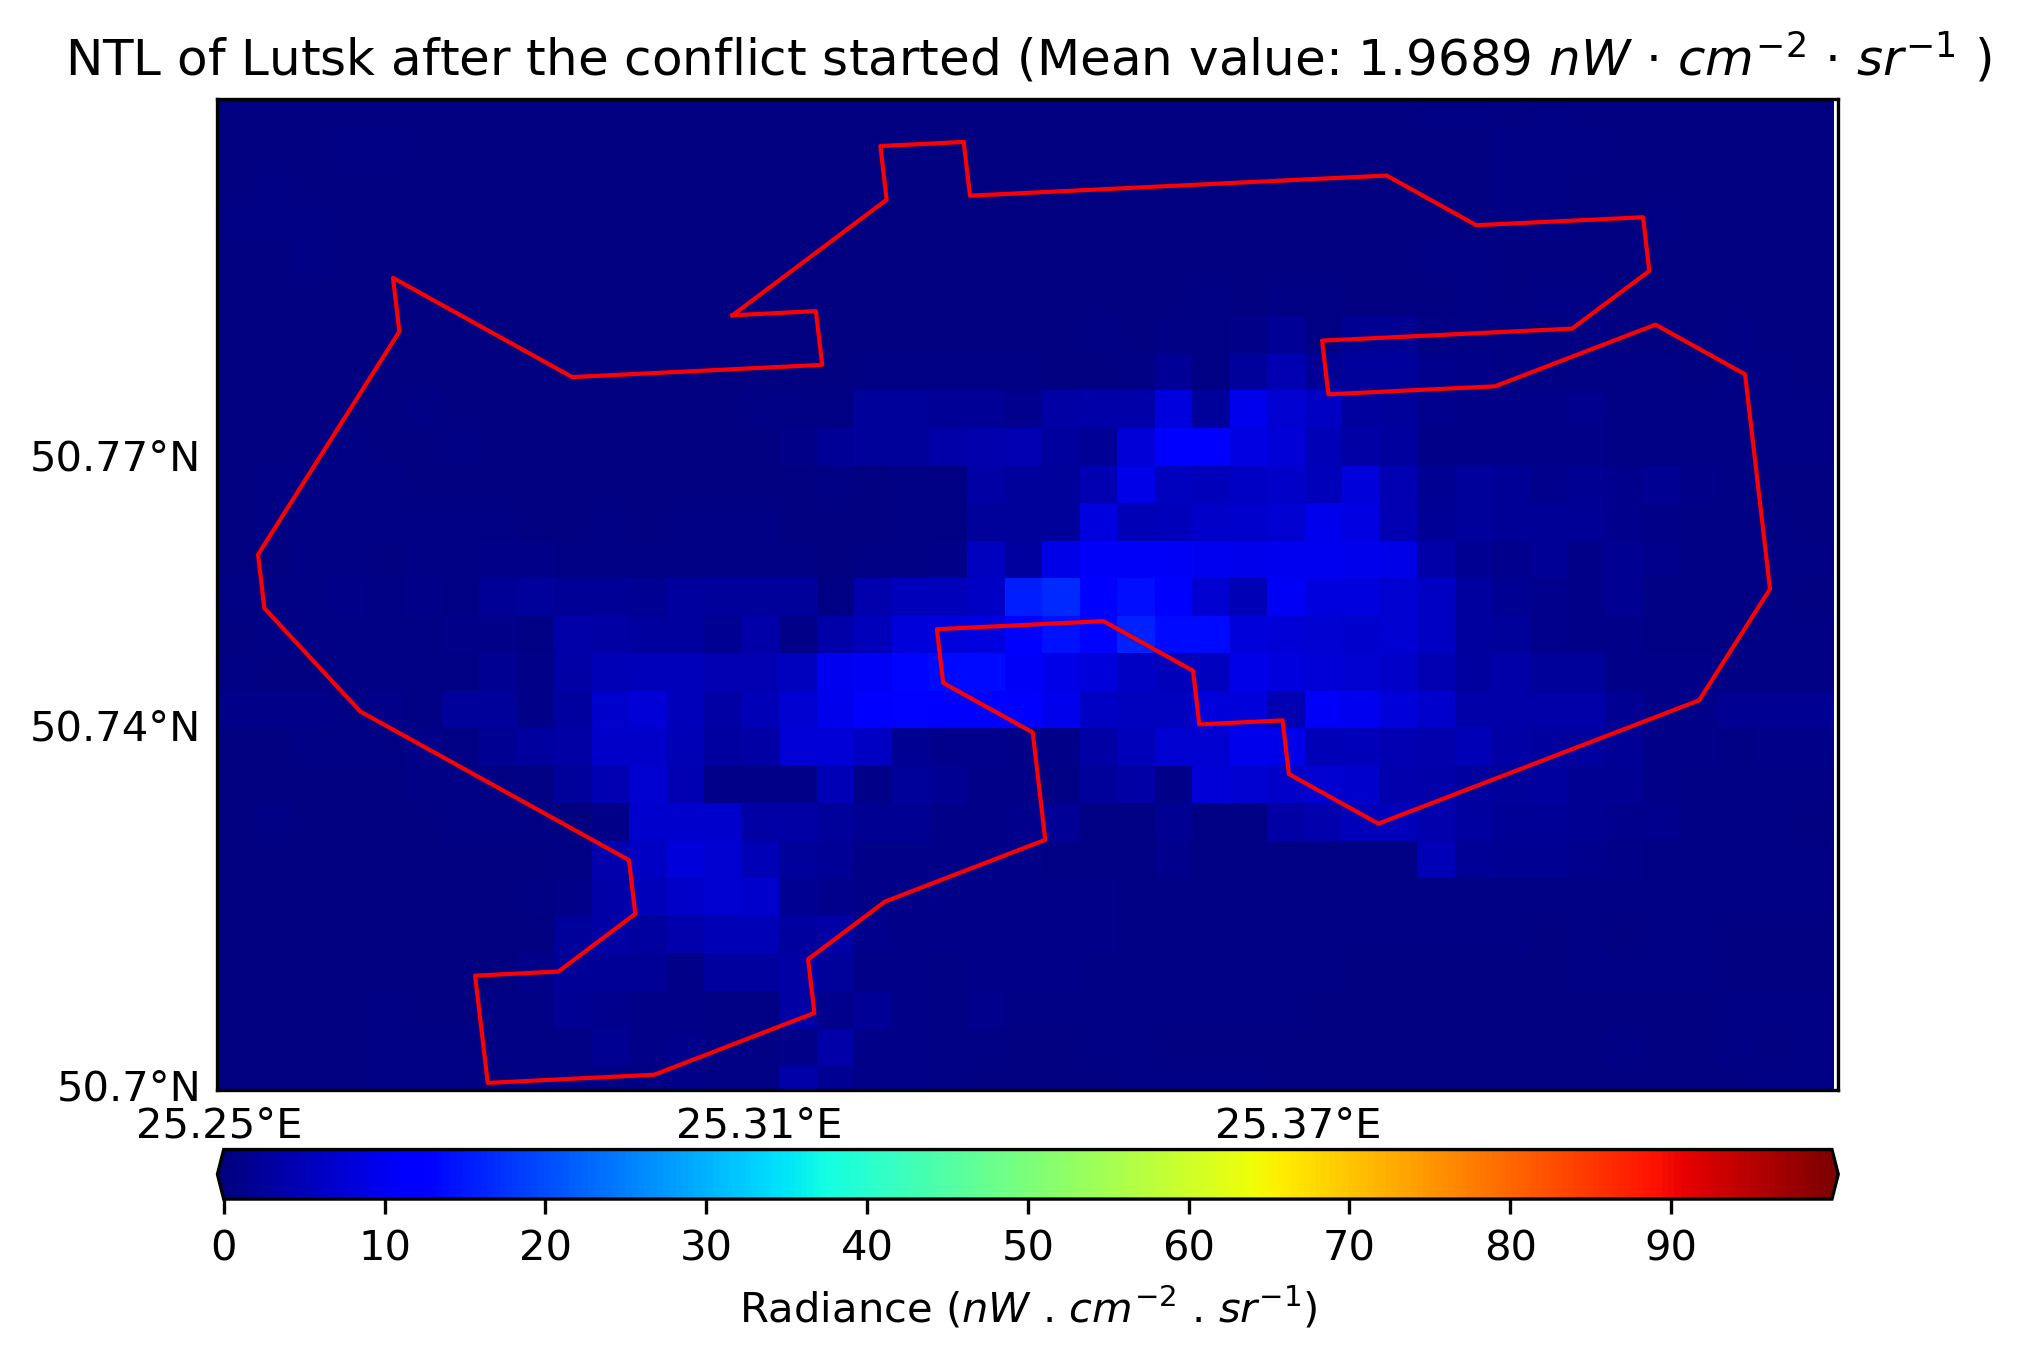 NTL of Lutsk after the conflict started (Mean value: 1.9689 nW · cm⁻² · sr⁻¹ )
50.77°N
50.74°N
50.7°N
25.25°E 25.31°E 25.37°E
0 10 20 30 40 50 60 70 80 90
Radiance (nW . cm⁻² . sr⁻¹)